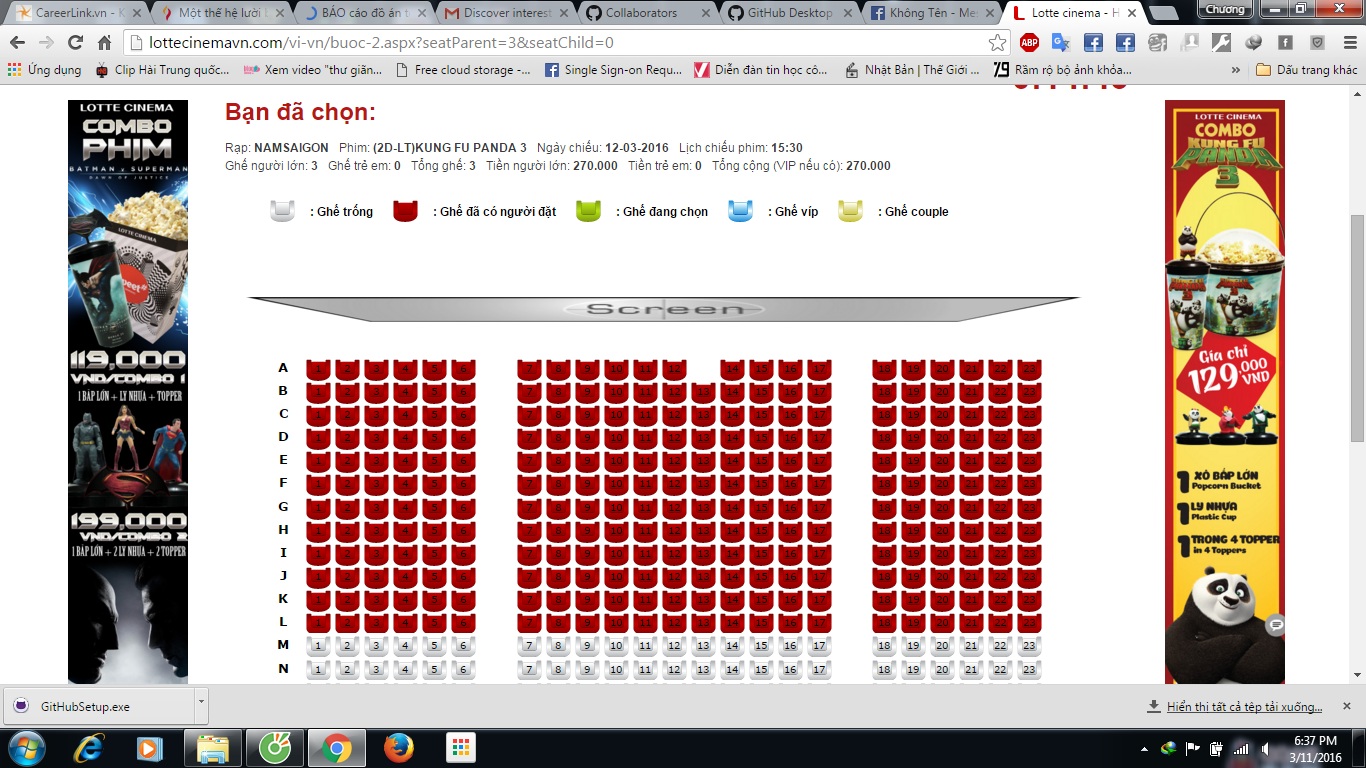 CareerLink.vn - K
Một thế hệ lười l
BÁO cáo đồ án t
Discover interest
Collaborators
GitHub Desktop
Không Tên - Me
Lotte cinema - H
Chương
lottecinemavn.com/vi-vn/buoc-2.aspx?seatParent=3&seatChild=0
Ứng dụng
Clip Hài Trung quốc...
Xem video "thư giãn...
Free cloud storage -...
Single Sign-on Requ...
Diễn đàn tin học cô...
Nhật Bản | Thế Giới ...
Rầm rộ bộ ảnh khỏa...
Dấu trang khác
LOTTE CINEMA
COMBO
PHIM
BATMAN V SUPERMAN
DAWN OF JUSTICE
119,000
VND/COMBO 1
1 BẮP LỚN + LY NHỰA + TOPPER
199,000
VND/COMBO 2
1 BẮP LỚN + 2 LY NHỰA + 2 TOPPER
Bạn đã chọn:
Rạp: NAMSAIGON Phim: (2D-LT)KUNG FU PANDA 3 Ngày chiếu: 12-03-2016 Lịch chiếu phim: 15:30
Ghế người lớn: 3 Ghế trẻ em: 0 Tổng ghế: 3 Tiền người lớn: 270.000 Tiền trẻ em: 0 Tổng cộng (VIP nếu có): 270.000
: Ghế trống : Ghế đã có người đặt : Ghế đang chọn : Ghế víp : Ghế couple
Screen
A 1 2 3 4 5 6 7 8 9 10 11 12 14 15 16 17 18 19 20 21 22 23
B 1 2 3 4 5 6 7 8 9 10 11 12 13 14 15 16 17 18 19 20 21 22 23
C 1 2 3 4 5 6 7 8 9 10 11 12 13 14 15 16 17 18 19 20 21 22 23
D 1 2 3 4 5 6 7 8 9 10 11 12 13 14 15 16 17 18 19 20 21 22 23
E 1 2 3 4 5 6 7 8 9 10 11 12 13 14 15 16 17 18 19 20 21 22 23
F 1 2 3 4 5 6 7 8 9 10 11 12 13 14 15 16 17 18 19 20 21 22 23
G 1 2 3 4 5 6 7 8 9 10 11 12 13 14 15 16 17 18 19 20 21 22 23
H 1 2 3 4 5 6 7 8 9 10 11 12 13 14 15 16 17 18 19 20 21 22 23
I 1 2 3 4 5 6 7 8 9 10 11 12 13 14 15 16 17 18 19 20 21 22 23
J 1 2 3 4 5 6 7 8 9 10 11 12 13 14 15 16 17 18 19 20 21 22 23
K 1 2 3 4 5 6 7 8 9 10 11 12 13 14 15 16 17 18 19 20 21 22 23
L 1 2 3 4 5 6 7 8 9 10 11 12 13 14 15 16 17 18 19 20 21 22 23
M 1 2 3 4 5 6 7 8 9 10 11 12 13 14 15 16 17 18 19 20 21 22 23
N 1 2 3 4 5 6 7 8 9 10 11 12 13 14 15 16 17 18 19 20 21 22 23
LOTTE CINEMA
COMBO
KUNG FU
PANDA
3
Gía chỉ
129.000
VND
1 XÔ BẮP LỚN
Popcorn Bucket
1 LY NHỰA
Plastic Cup
1 TRONG 4 TOPPER
in 4 Toppers
GitHubSetup.exe
Hiển thị tất cả tệp tải xuống...
6:37 PM
3/11/2016